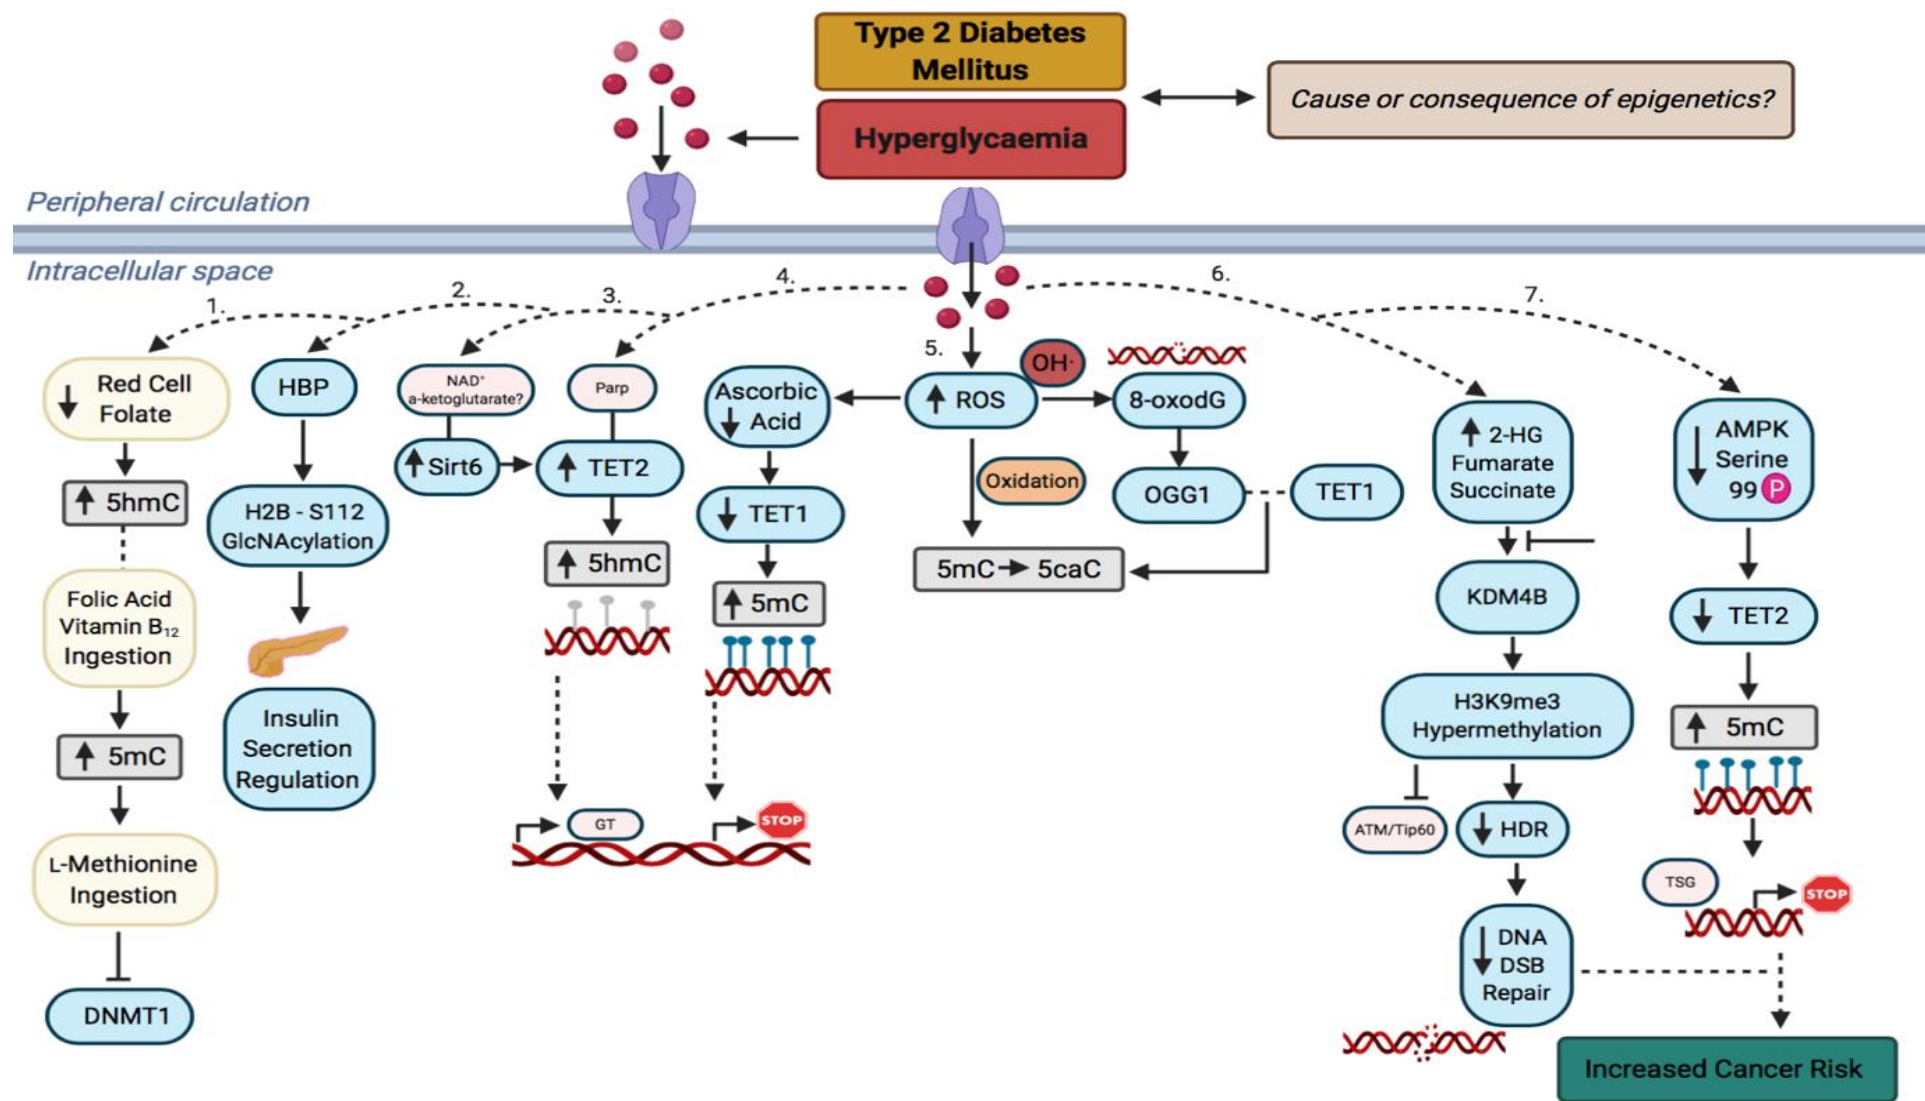 Type 2 Diabetes
Mellitus
Hyperglycaemia
Cause or consequence of epigenetics?
Peripheral circulation
Intracellular space
1.
2.
3.
4.
5.
6.
7.
Red Cell
Folate
5hmC
Folic Acid
Vitamin B₁₂
Ingestion
5mC
L-Methionine
Ingestion
DNMT1
HBP
H2B - S112
GlcNAcylation
Insulin
Secretion
Regulation
NAD⁺
a-ketoglutarate?
Sirt6
Parp
TET2
5hmC
GT
Ascorbic
Acid
TET1
5mC
STOP
ROS
OH·
8-oxodG
Oxidation
OGG1
TET1
5mC
5caC
2-HG
Fumarate
Succinate
KDM4B
H3K9me3
Hypermethylation
ATM/Tip60
HDR
DNA
DSB
Repair
AMPK
Serine
99 P
TET2
5mC
TSG
STOP
Increased Cancer Risk